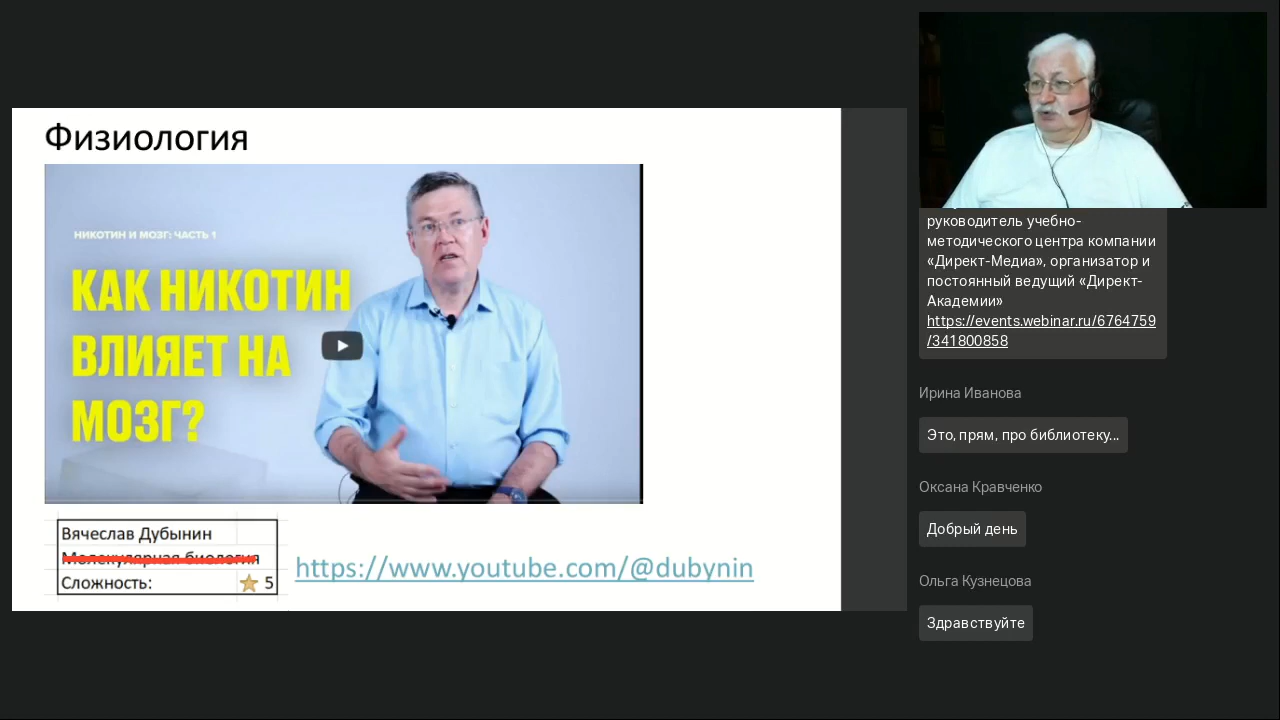 Физиология
НИКОТИН И МОЗГ: ЧАСТЬ 1
КАК НИКОТИН
ВЛИЯЕТ НА
МОЗГ?
Вячеслав Дубынин
Молекулярная биология
Сложность: 5
https://www.youtube.com/@dubynin
руководитель учебно-
методического центра компании
«Директ-Медиа», организатор и
постоянный ведущий «Директ-
Академии»
https://events.webinar.ru/6764759
/341800858
Ирина Иванова
Это, прям, про библиотеку...
Оксана Кравченко
Добрый день
Ольга Кузнецова
Здравствуйте